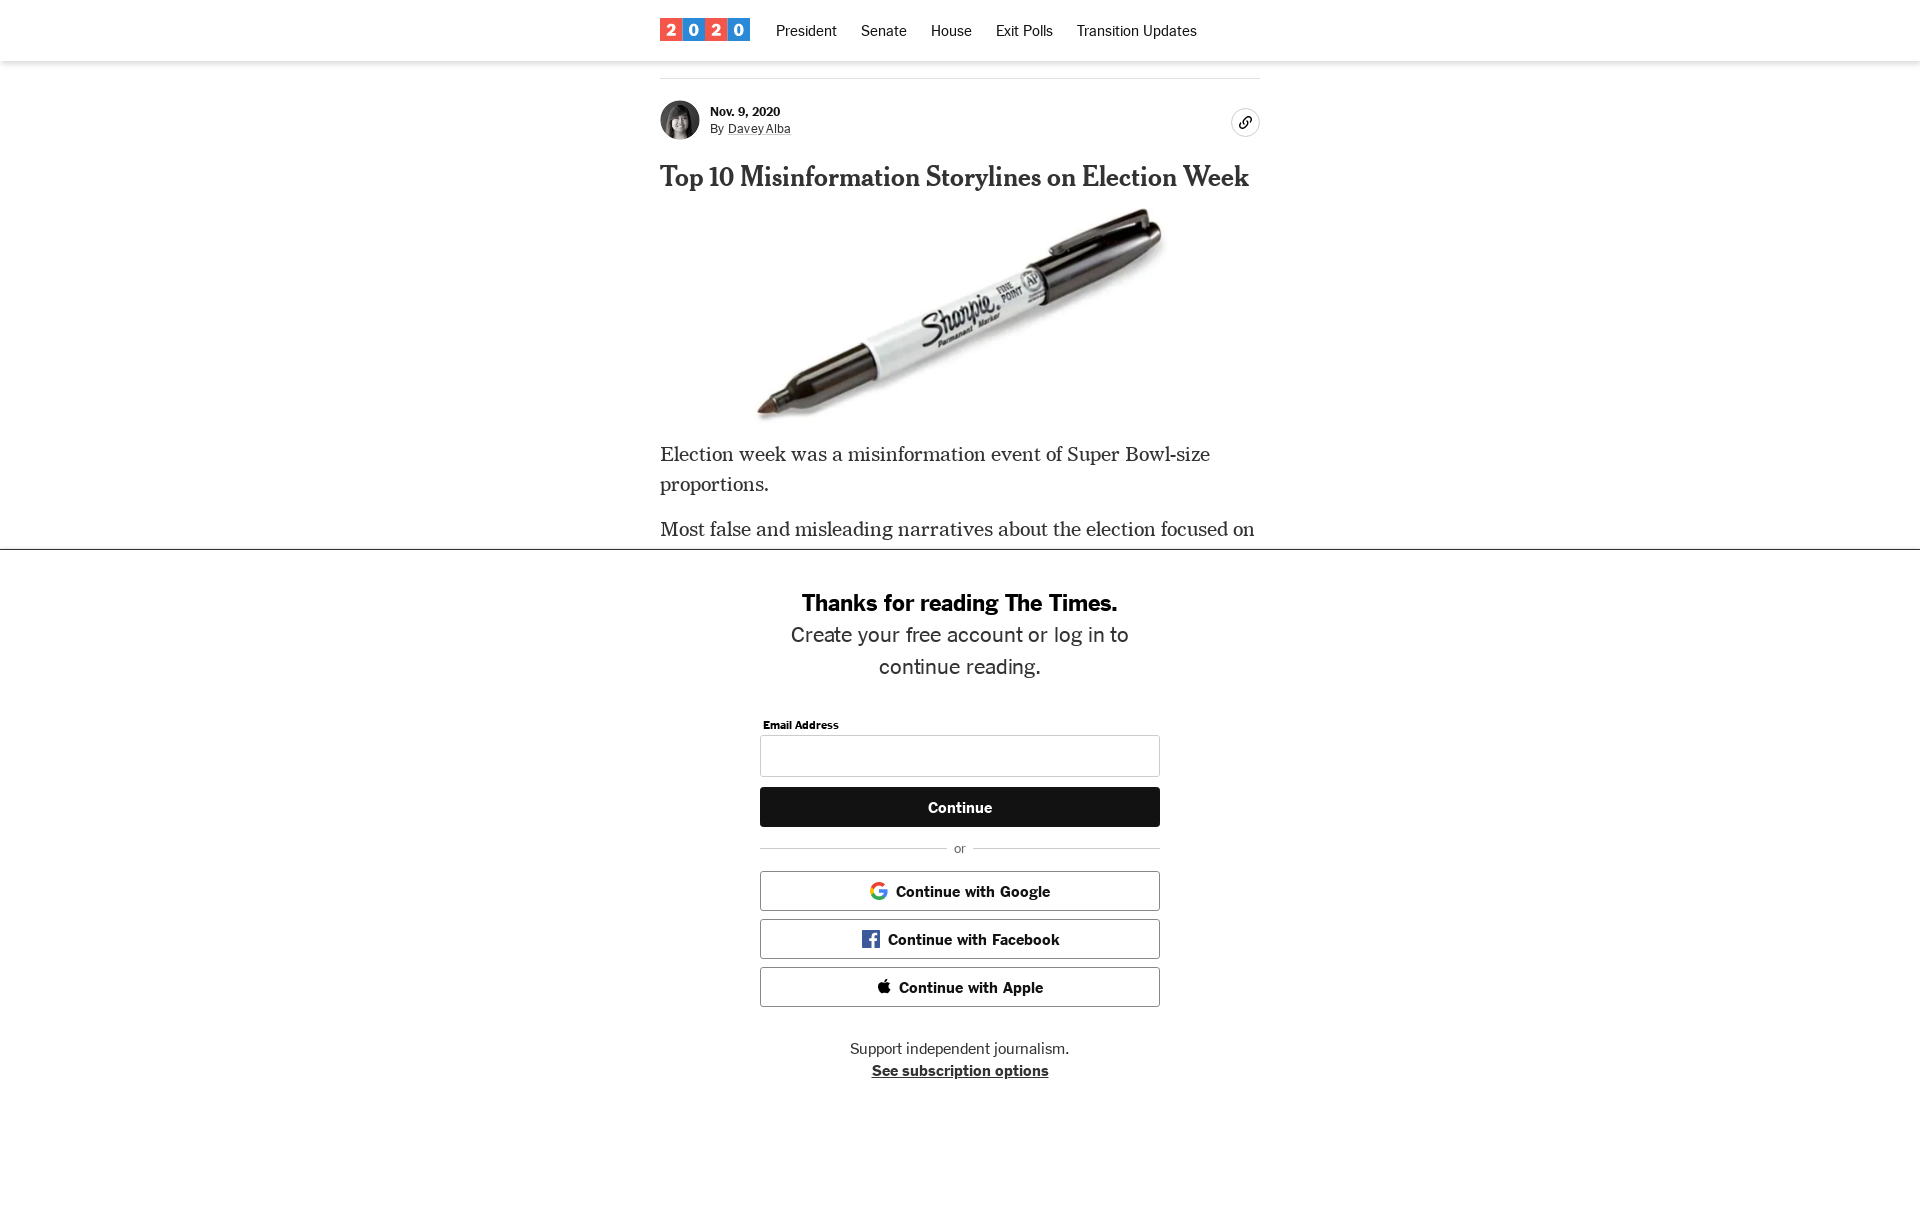 2020 President Senate House Exit Polls Transition Updates
Nov. 9, 2020
By Davey Alba
Top 10 Misinformation Storylines on Election Week
Sharpie®
Permanent Marker
FINE
POINT
AP
Election week was a misinformation event of Super Bowl-size
proportions.
Most false and misleading narratives about the election focused on
Thanks for reading The Times.
Create your free account or log in to
continue reading.
Email Address
Continue
or
Continue with Google
Continue with Facebook
Continue with Apple
Support independent journalism.
See subscription options